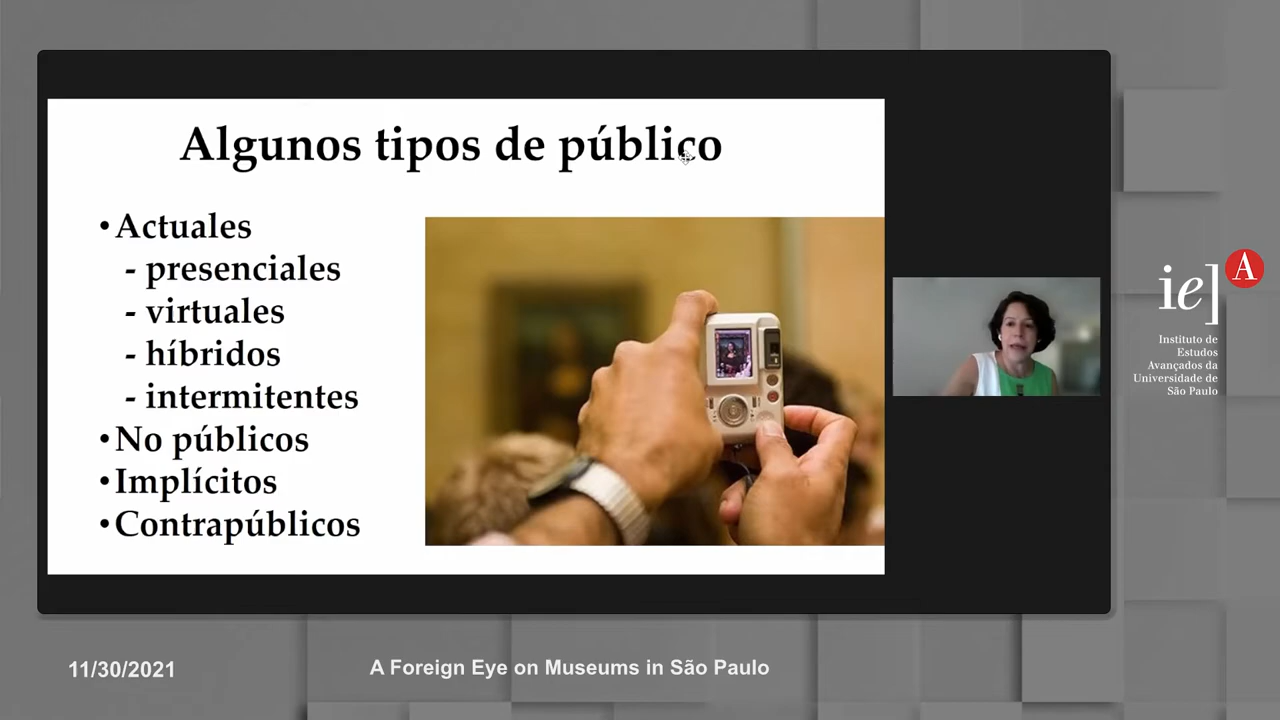 Algunos tipos de público
• Actuales
- presenciales
- virtuales
- híbridos
- intermitentes
• No públicos
• Implícitos
• Contrapúblicos
ie]
A
Instituto de
Estudos
Avançados da
Universidade de
São Paulo
11/30/2021
A Foreign Eye on Museums in São Paulo